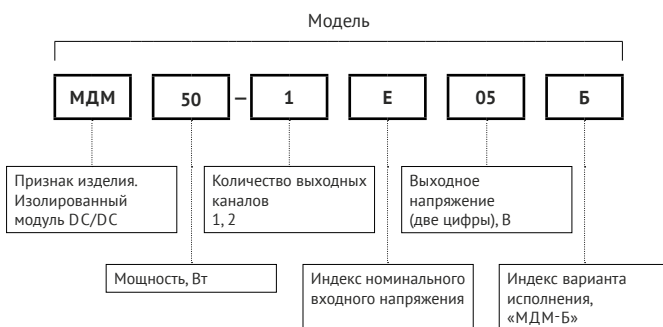 Модель
МДМ 50 – 1 Е 05 Б
Признак изделия.
Изолированный
модуль DC/DC
Количество выходных
каналов
1, 2
Выходное
напряжение
(две цифры), В
Мощность, Вт
Индекс номинального
входного напряжения
Индекс варианта
исполнения,
«МДМ-Б»